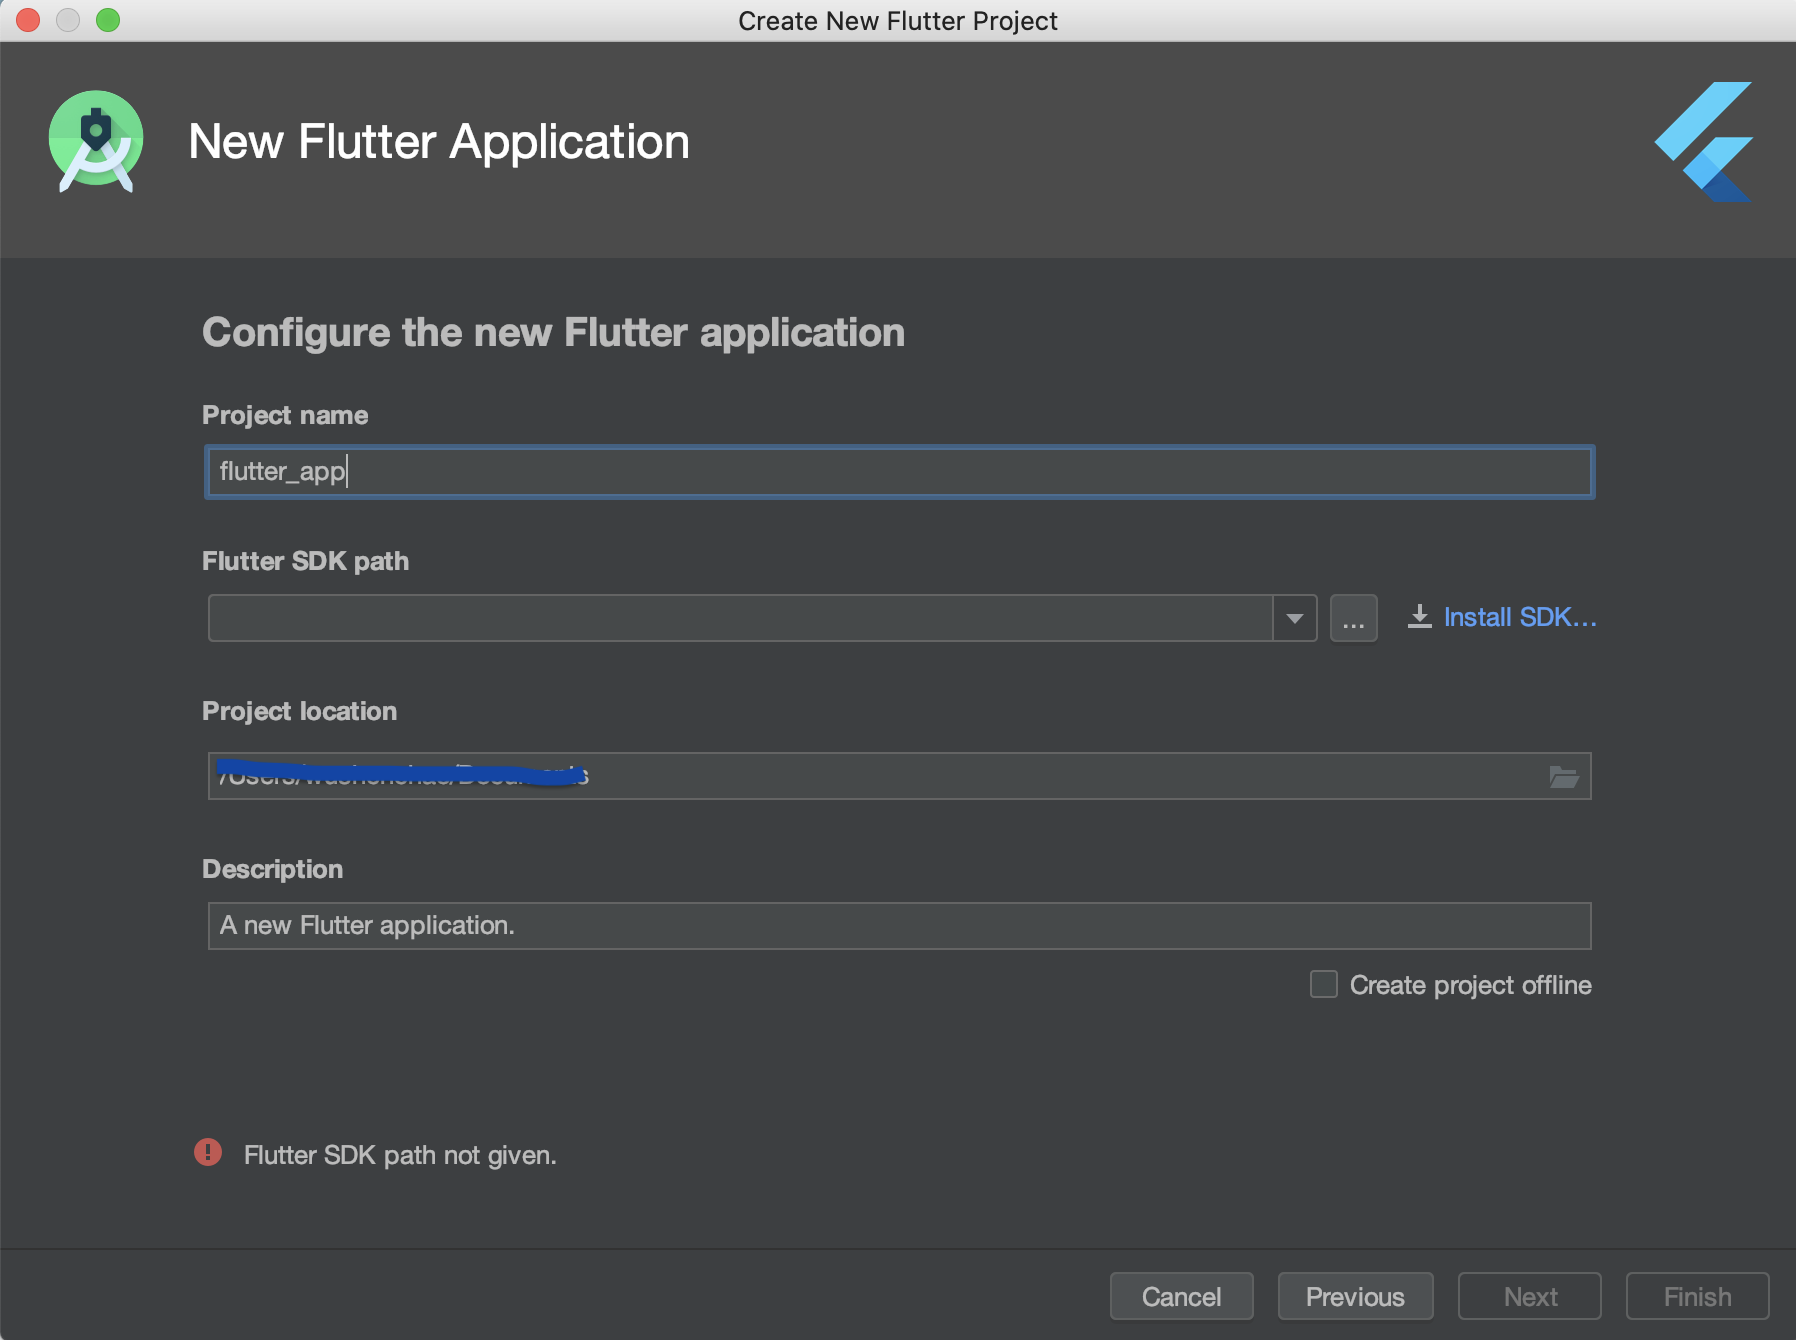 Create New Flutter Project
New Flutter Application
Configure the new Flutter application
Project name
flutter_app
Flutter SDK path
... Install SDK...
Project location
Description
A new Flutter application.
Create project offline
Flutter SDK path not given.
Cancel Previous Next Finish